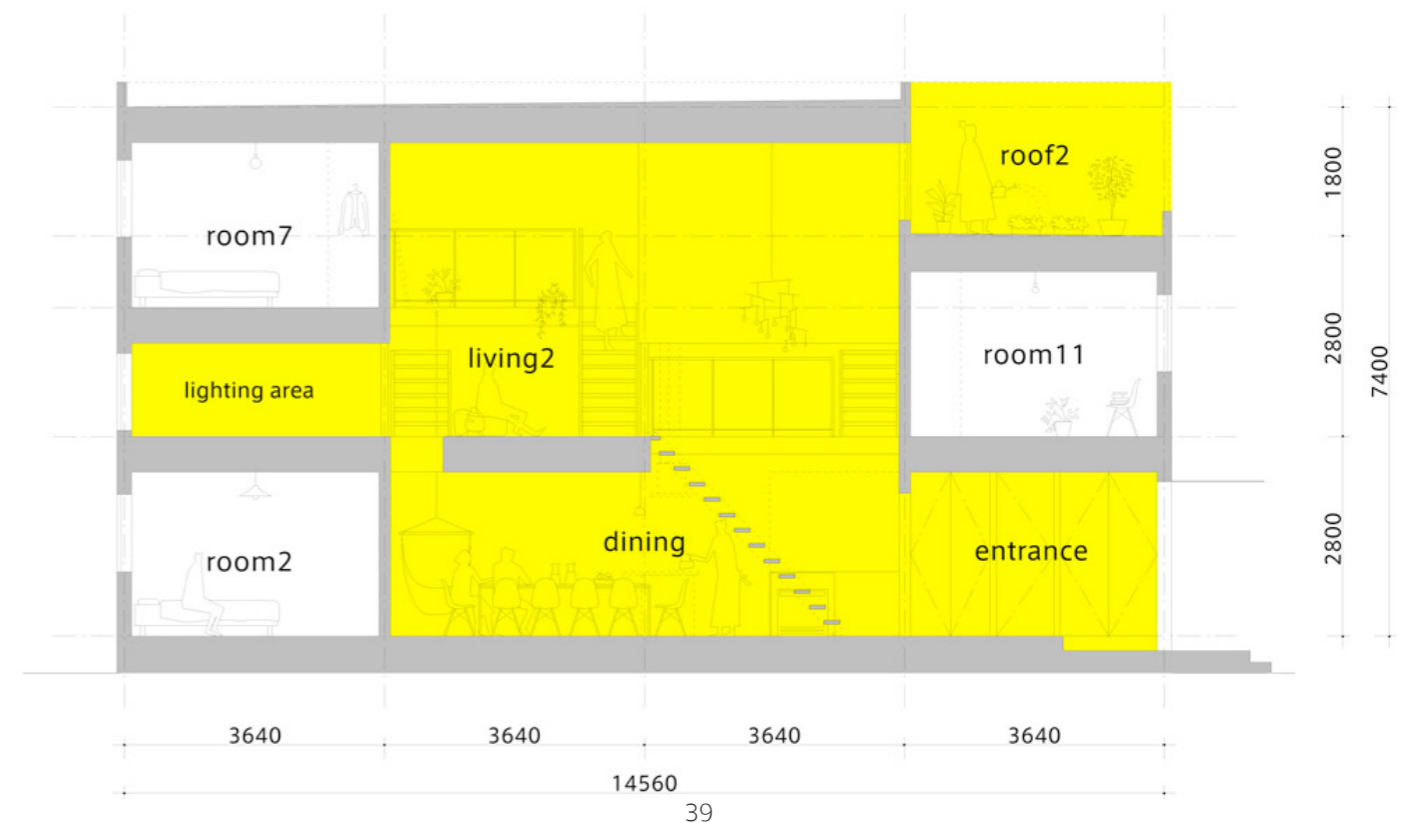 roof2
1800
room7
living2
room11
2800
7400
lighting area
dining
entrance
room2
2800
3640
3640
3640
3640
14560
39